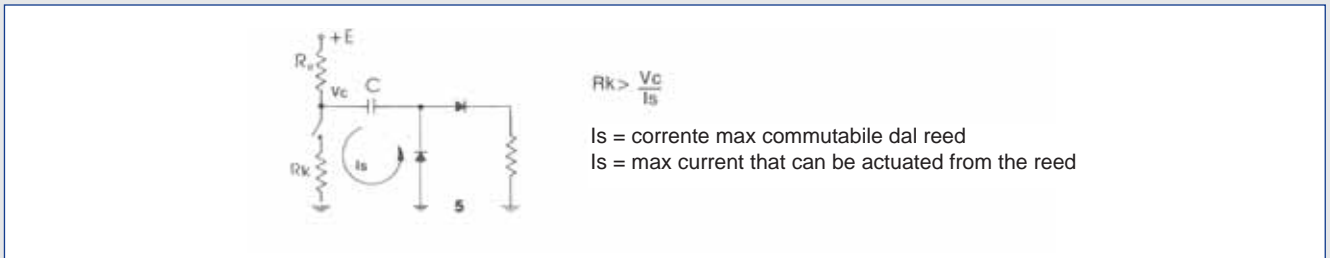 +E
Rₑ
Vc C
Rk> Vc/Is
Is = corrente max commutabile dal reed
Is = max current that can be actuated from the reed
Rk Is
5